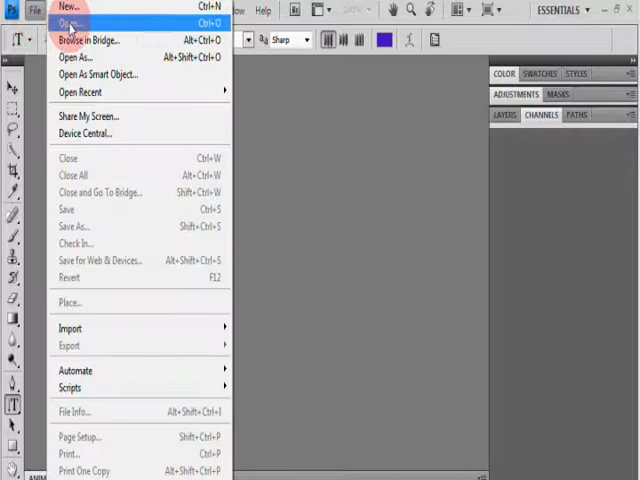 Ps File New... Ctrl+N Help ESSENTIALS
Open... Ctrl+O
Browse in Bridge... Alt+Ctrl+O Sharp
Open As... Alt+Shift+Ctrl+O
Open As Smart Object... COLOR SWATCHES STYLES
Open Recent ADJUSTMENTS MASKS
Share My Screen... LAYERS CHANNELS PATHS
Device Central...
Close Ctrl+W
Close All Alt+Ctrl+W
Close and Go To Bridge... Shift+Ctrl+W
Save Ctrl+S
Save As... Shift+Ctrl+S
Check In...
Save for Web & Devices... Alt+Shift+Ctrl+S
Revert F12
Place...
Import
Export
Automate
Scripts
File Info... Alt+Shift+Ctrl+I
Page Setup... Shift+Ctrl+P
Print... Ctrl+P
Print One Copy Alt+Shift+Ctrl+P